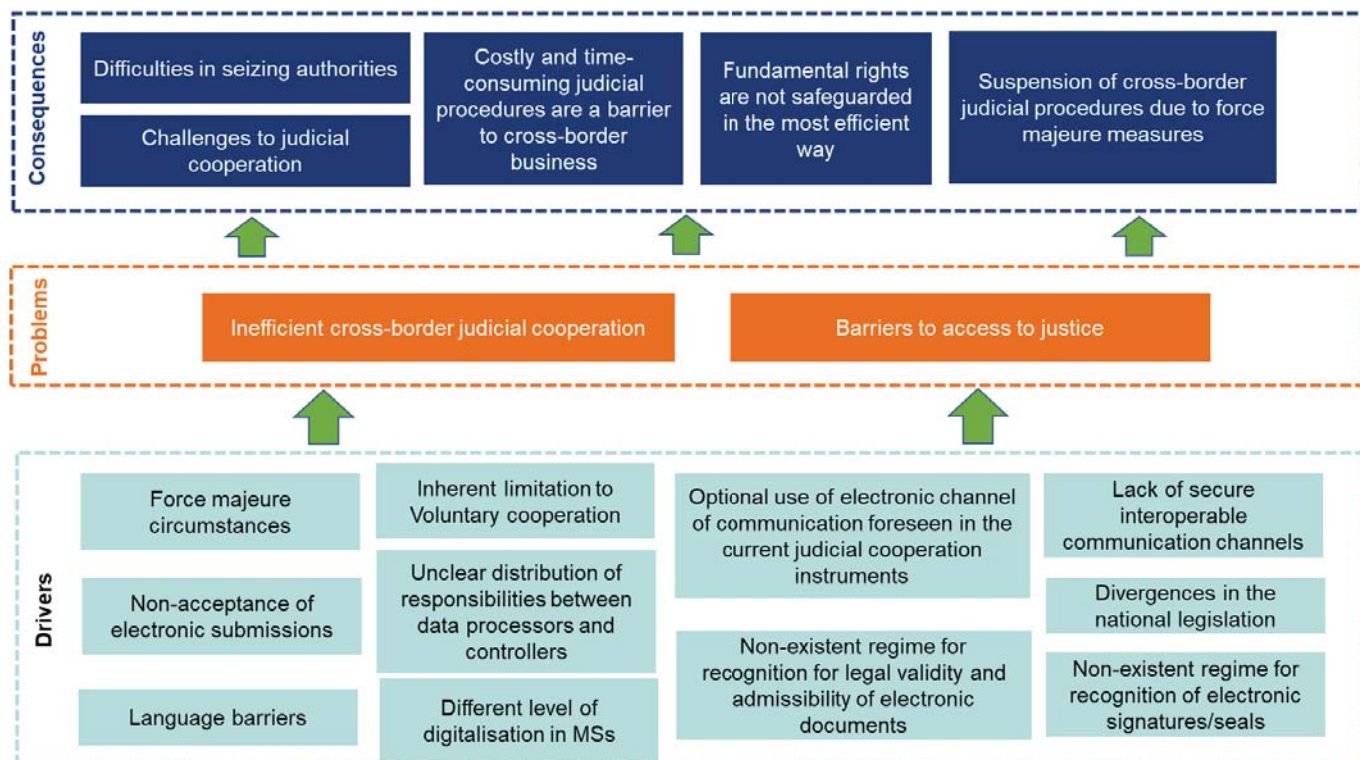 Consequences
Difficulties in seizing authorities
Challenges to judicial
cooperation
Costly and time-
consuming judicial
procedures are a barrier
to cross-border
business
Fundamental rights
are not safeguarded
in the most efficient
way
Suspension of cross-border
judicial procedures due to force
majeure measures
Problems
Inefficient cross-border judicial cooperation
Barriers to access to justice
Drivers
Force majeure
circumstances
Non-acceptance of
electronic submissions
Language barriers
Inherent limitation to
Voluntary cooperation
Unclear distribution of
responsibilities between
data processors and
controllers
Different level of
digitalisation in MSs
Optional use of electronic channel
of communication foreseen in the
current judicial cooperation
instruments
Non-existent regime for
recognition for legal validity and
admissibility of electronic
documents
Lack of secure
interoperable
communication channels
Divergences in the
national legislation
Non-existent regime for
recognition of electronic
signatures/seals